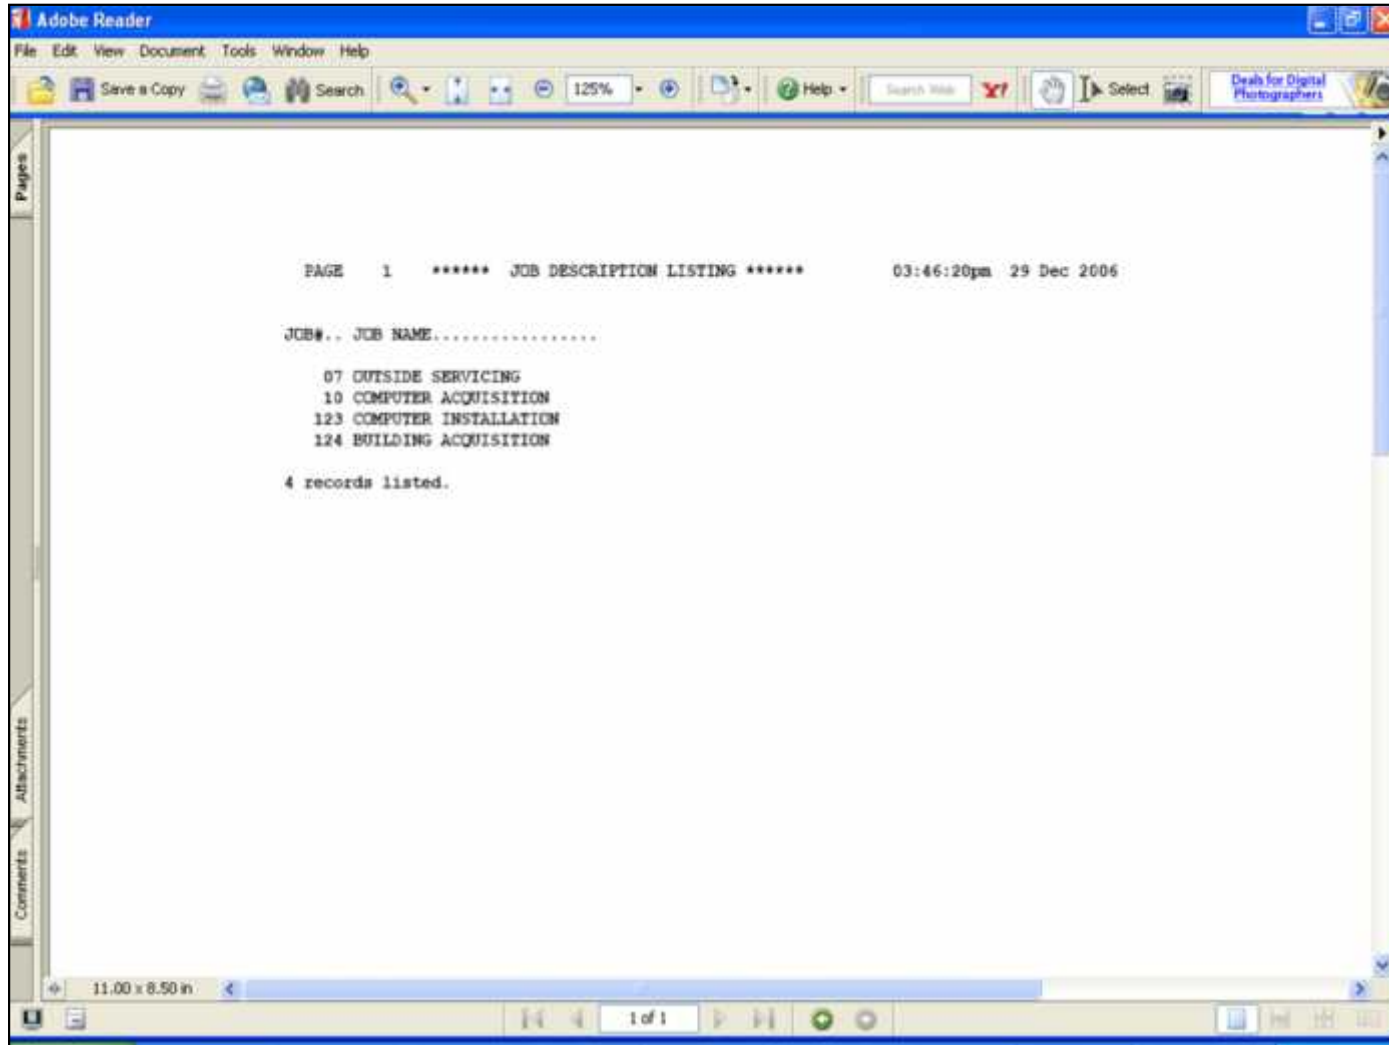 Adobe Reader
File Edit View Document Tools Window Help
Save a Copy Search 125% Help Search Web Y! Select Deals for Digital Photographers
Pages
PAGE 1 ****** JOB DESCRIPTION LISTING ****** 03:46:20pm 29 Dec 2006
JOB#.. JOB NAME.................
07 OUTSIDE SERVICING
10 COMPUTER ACQUISITION
123 COMPUTER INSTALLATION
124 BUILDING ACQUISITION
4 records listed.
Attachments
Comments
11.00 x 8.50 in
1 of 1